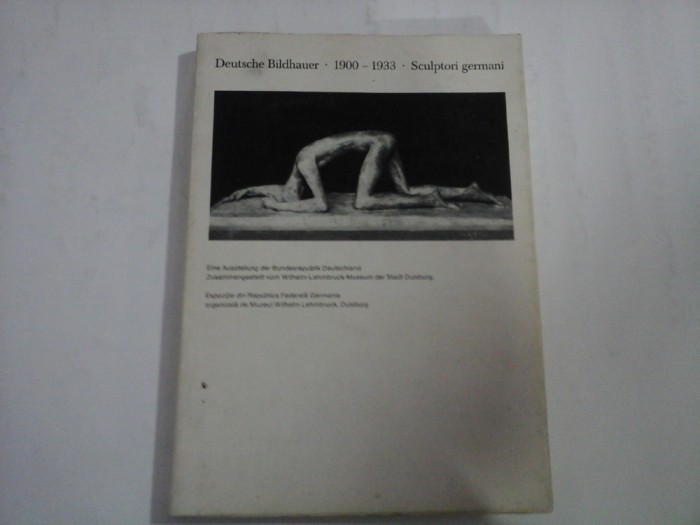 Deutsche Bildhauer · 1900 – 1933 · Sculptori germani
Eine Ausstellung der Bundesrepublik Deutschland
Zusammengestellt vom Wilhelm-Lehmbruck-Museum der Stadt Duisburg.
Expoziţie din Republica Federală Germania
organizată de Muzeul Wilhelm-Lehmbruck, Duisburg